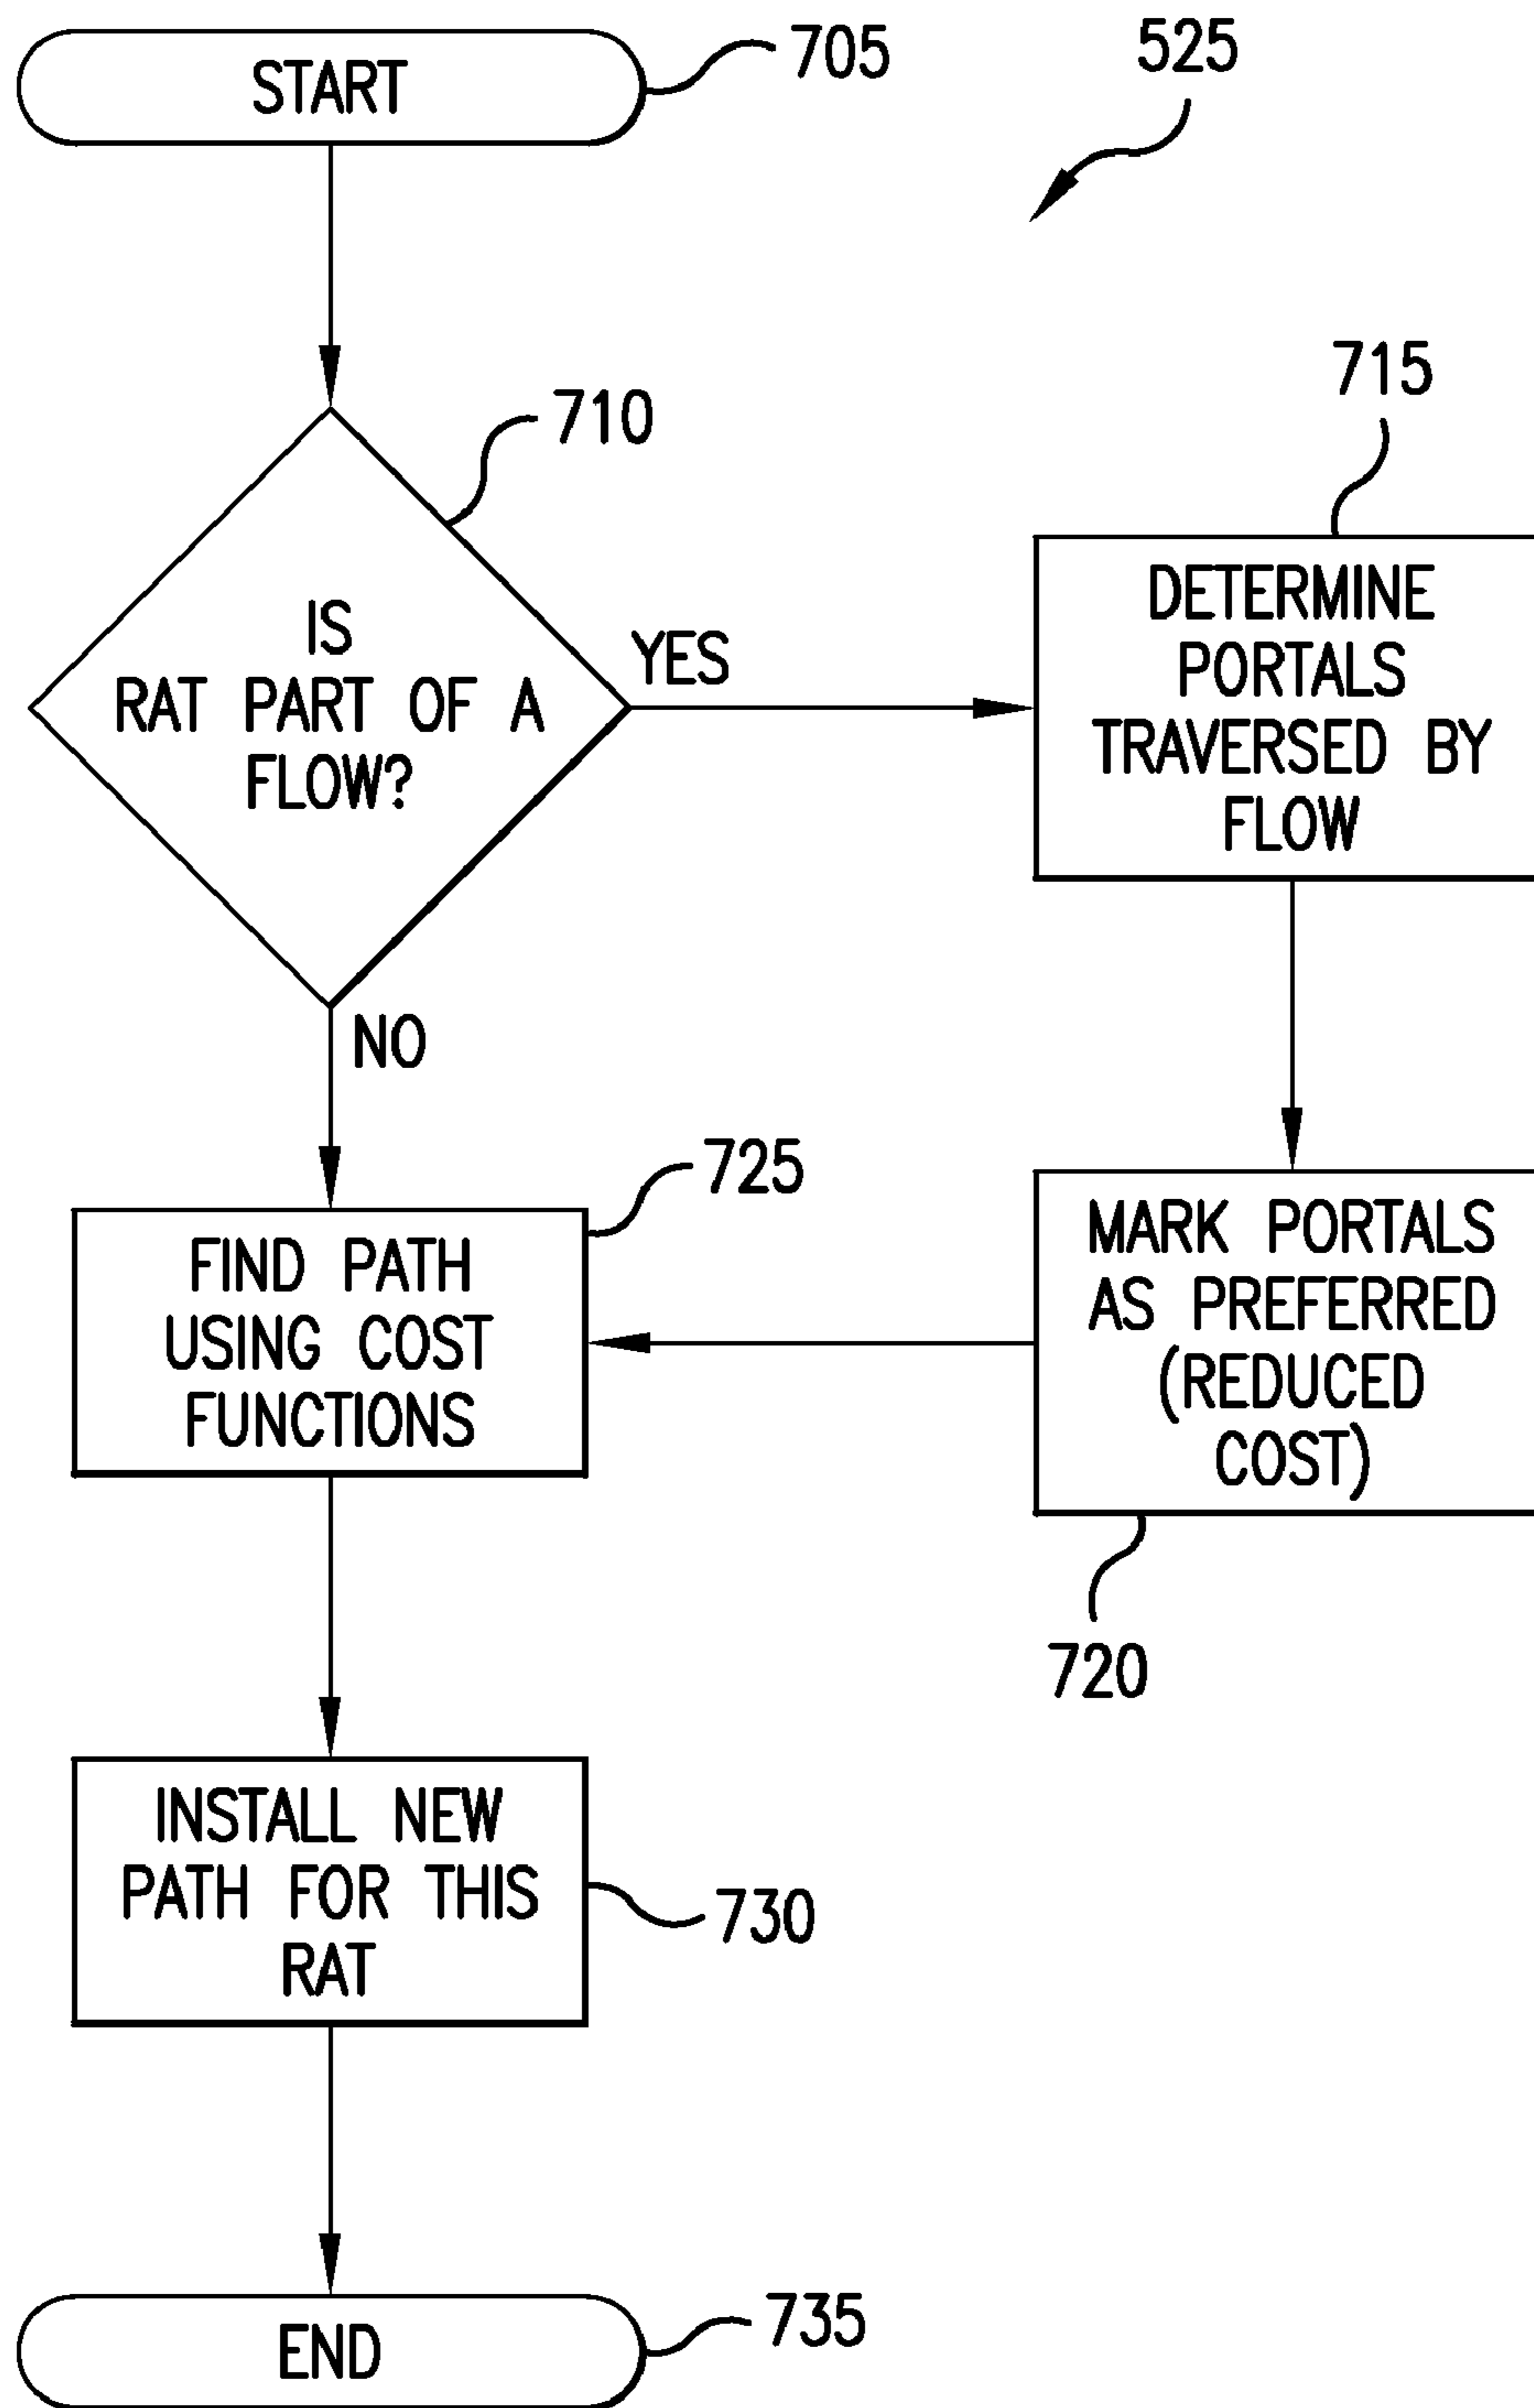 START
705
525
710
715
IS
RAT PART OF A
FLOW?
YES
DETERMINE
PORTALS
TRAVERSED BY
FLOW
NO
725
FIND PATH
USING COST
FUNCTIONS
MARK PORTALS
AS PREFERRED
(REDUCED
COST)
720
INSTALL NEW
PATH FOR THIS
RAT
730
END
735